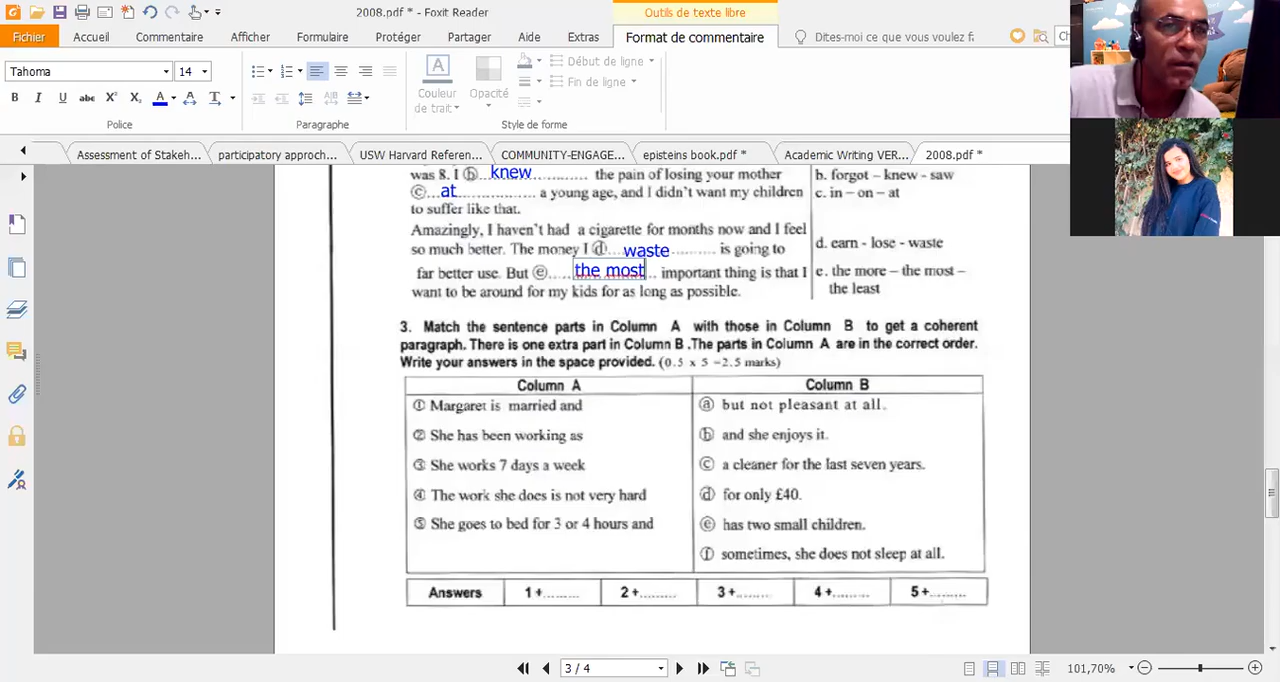 2008.pdf * - Foxit Reader
Outils de texte libre
Fichier Accueil Commentaire Afficher Formulaire Protéger Partager Aide Extras Format de commentaire Dites-moi ce que vous voulez f. Ch
Tahoma 14
Couleur de trait
Opacité
Début de ligne
Fin de ligne
Police Paragraphe Style de forme
Assessment of Stakeh... participatory approch... USW Harvard Referen... COMMUNITY-ENGAGE... episteins book.pdf * Academic Writing VER... 2008.pdf *
was 8. I ⓑ...knew............ the pain of losing your mother
ⓒ...at................ a young age, and I didn't want my children
to suffer like that.
Amazingly, I haven't had a cigarette for months now and I feel
so much better. The money I ⓓ....waste........... is going to
far better use. But ⓔ.....the most... important thing is that I
want to be around for my kids for as long as possible.
b. forgot – knew - saw
c. in – on – at
d. earn - lose - waste
e. the more – the most –
the least
3. Match the sentence parts in Column A with those in Column B to get a coherent
paragraph. There is one extra part in Column B .The parts in Column A are in the correct order.
Write your answers in the space provided. (0.5 x 5 =2.5 marks)
Column A Column B
① Margaret is married and ⓐ but not pleasant at all.
② She has been working as ⓑ and she enjoys it.
③ She works 7 days a week ⓒ a cleaner for the last seven years.
④ The work she does is not very hard ⓓ for only £40.
⑤ She goes to bed for 3 or 4 hours and ⓔ has two small children.
ⓕ sometimes, she does not sleep at all.
Answers 1 +......... 2 +......... 3 +......... 4 +......... 5 +.........
3 / 4 101,70%